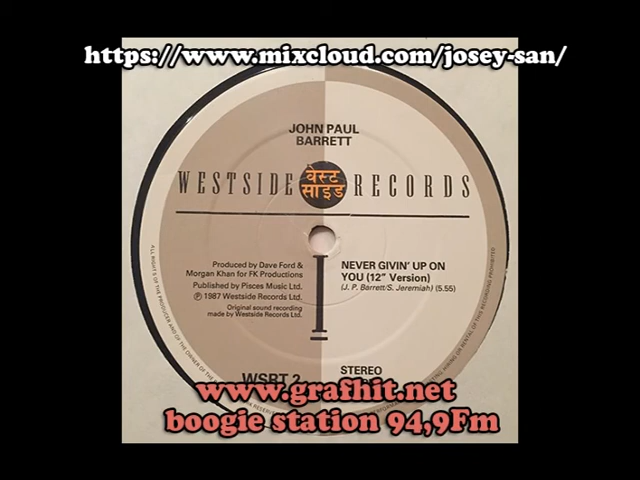 https://www.mixcloud.com/josey-san/
JOHN PAUL
BARRETT
WESTSIDE वेस्ट साइड RECORDS
Produced by Dave Ford &
Morgan Khan for FK Productions
Published by Pisces Music Ltd.
℗ 1987 Westside Records Ltd.
Original sound recording
made by Westside Records Ltd.
I
NEVER GIVIN' UP ON
YOU (12" Version)
(J. P. Barrett/S. Jeremiah) (5.55)
WSRT 2
STEREO
www.grafhit.net
boogie station 94,9Fm